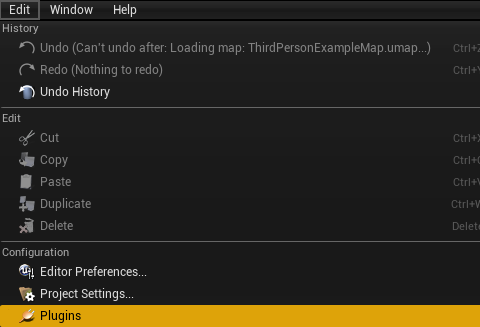 Edit Window Help
History
Undo (Can't undo after: Loading map: ThirdPersonExampleMap.umap...) Ctrl+Z
Redo (Nothing to redo) Ctrl+Y
Undo History
Edit
Cut Ctrl+X
Copy Ctrl+C
Paste Ctrl+V
Duplicate Ctrl+W
Delete Delete
Configuration
Editor Preferences...
Project Settings...
Plugins